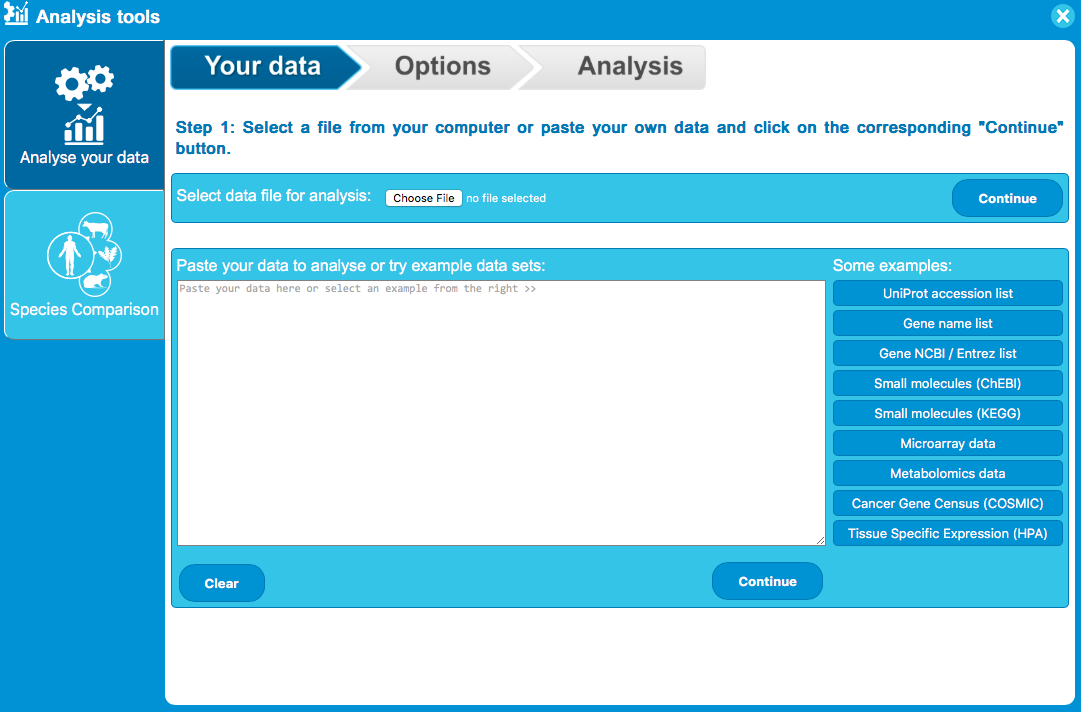 Analysis tools
Analyse your data
Species Comparison
Your data
Options
Analysis
Step 1: Select a file from your computer or paste your own data and click on the corresponding "Continue"
button.
Select data file for analysis:
Choose File no file selected
Continue
Paste your data to analyse or try example data sets:
Paste your data here or select an example from the right >>
Clear
Continue
Some examples:
UniProt accession list
Gene name list
Gene NCBI / Entrez list
Small molecules (ChEBI)
Small molecules (KEGG)
Microarray data
Metabolomics data
Cancer Gene Census (COSMIC)
Tissue Specific Expression (HPA)